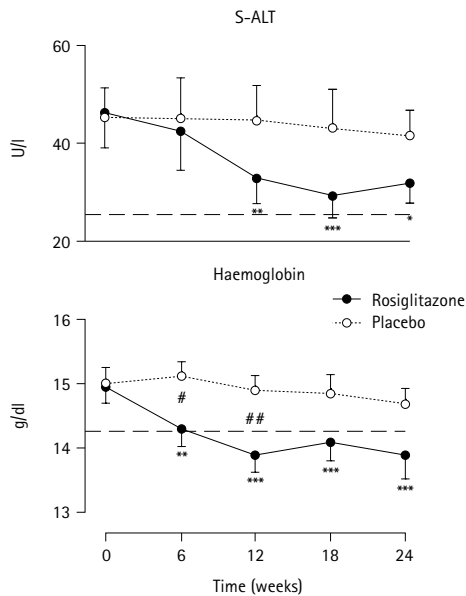 S-ALT
60
40
20
U/l
**
***
*
Haemoglobin
Rosiglitazone
Placebo
16
15
14
13
g/dl
#
##
**
***
***
***
0 6 12 18 24
Time (weeks)